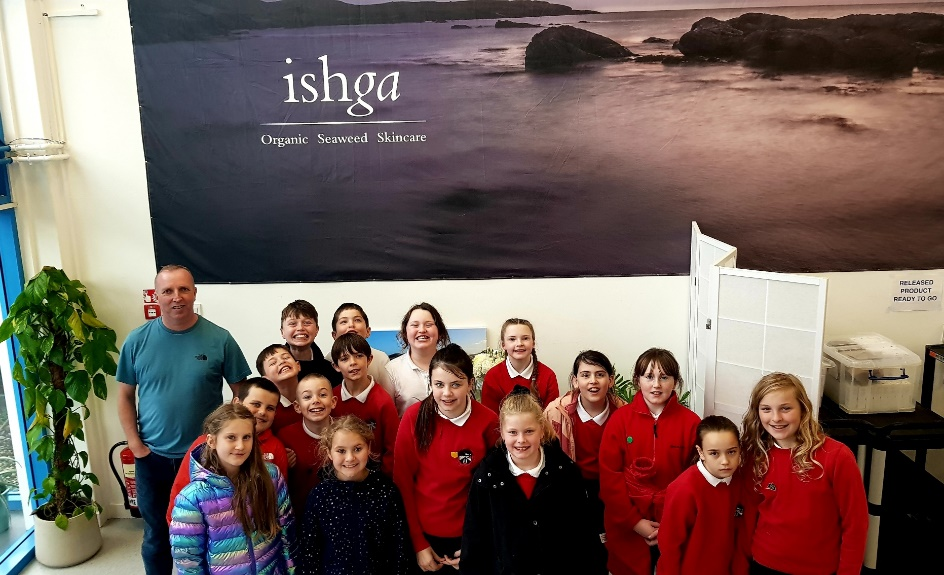 ishga
Organic Seaweed Skincare
RELEASED
PRODUCT
READY TO GO